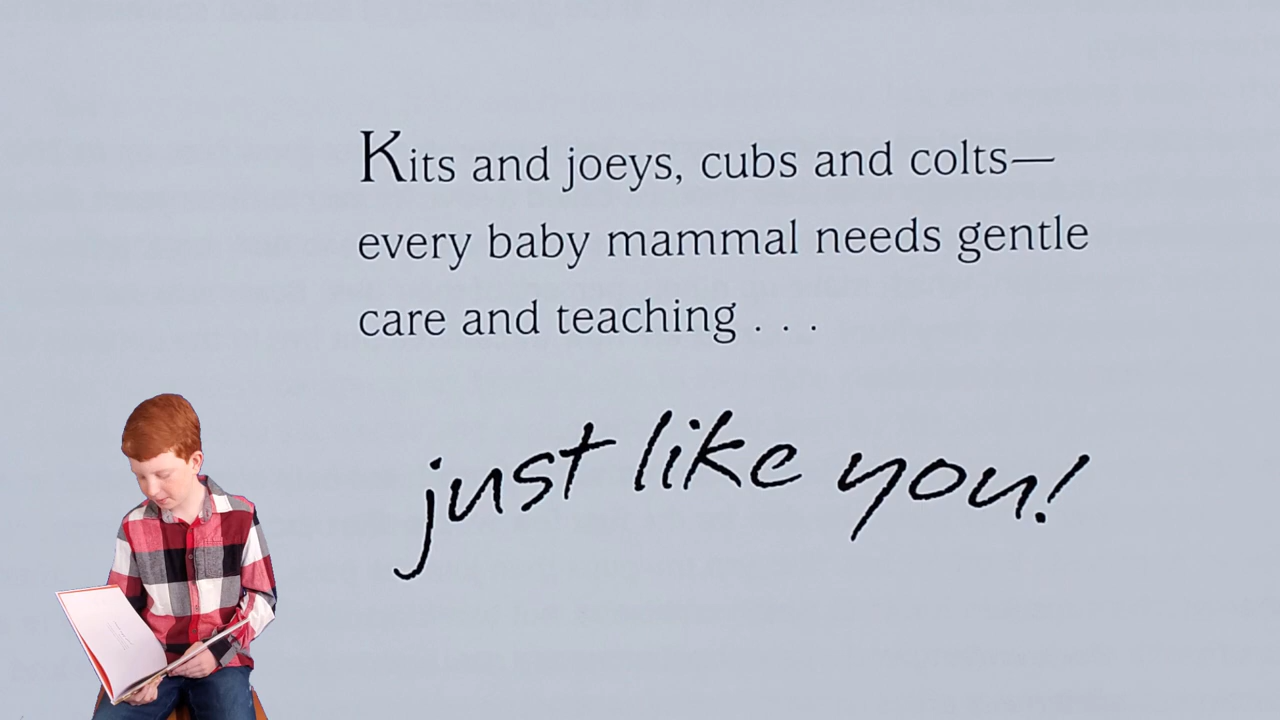 Kits and joeys, cubs and colts—
every baby mammal needs gentle
care and teaching . . .
just like you!